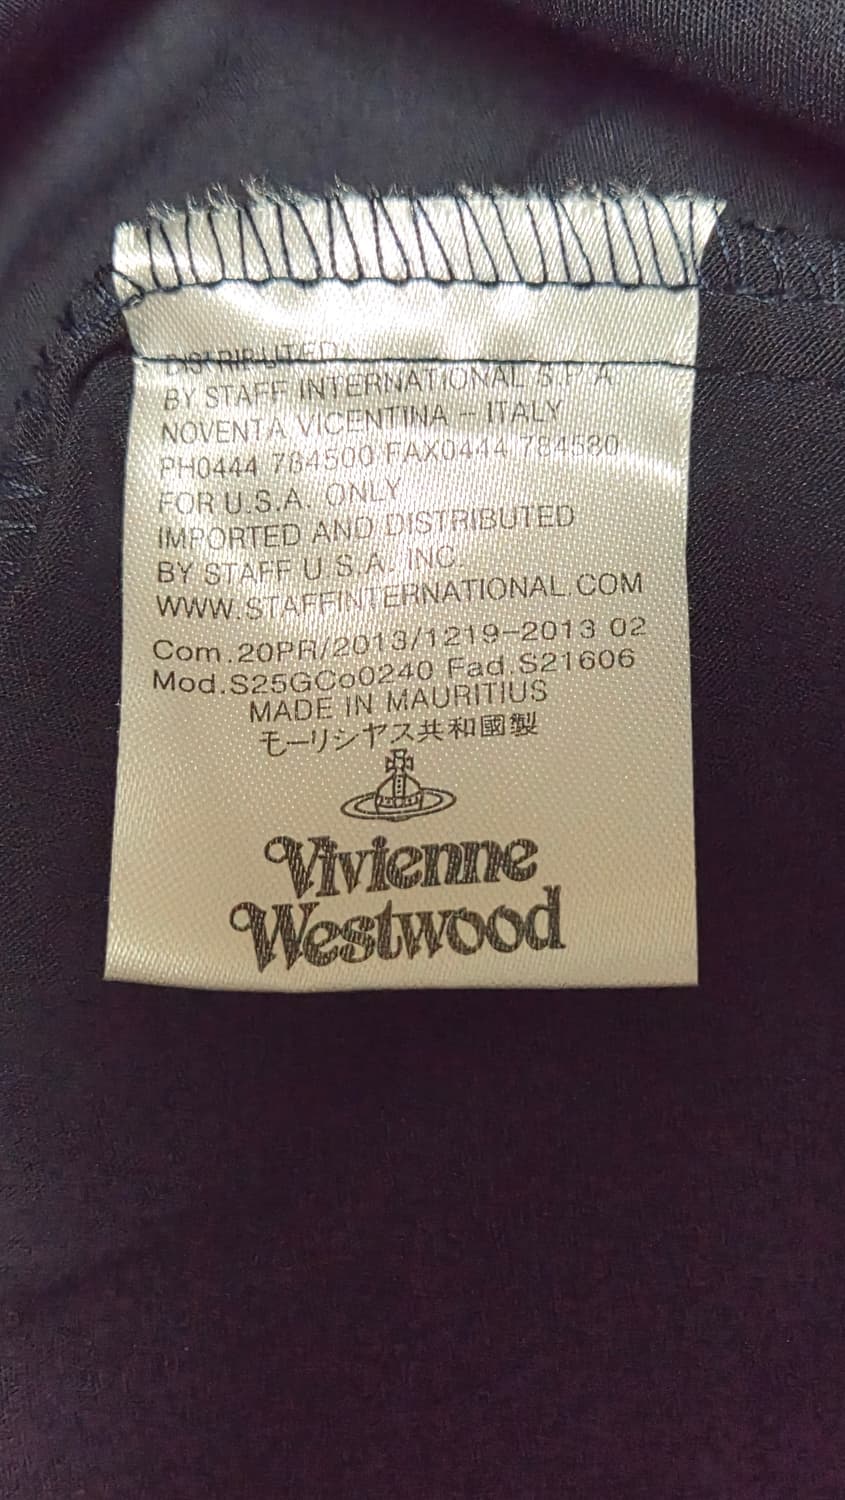 DISTRIBUTED
BY STAFF INTERNATIONAL S.P.A.
NOVENTA VICENTINA - ITALY
PH0444 784500 FAX0444 784580
FOR U.S.A. ONLY
IMPORTED AND DISTRIBUTED
BY STAFF U.S.A. INC.
WWW.STAFFINTERNATIONAL.COM
Com.20PR/2013/1219-2013 02
Mod.S25GCo0240 Fad.S21606
MADE IN MAURITIUS
モーリシャス共和國製
Vivienne
Westwood